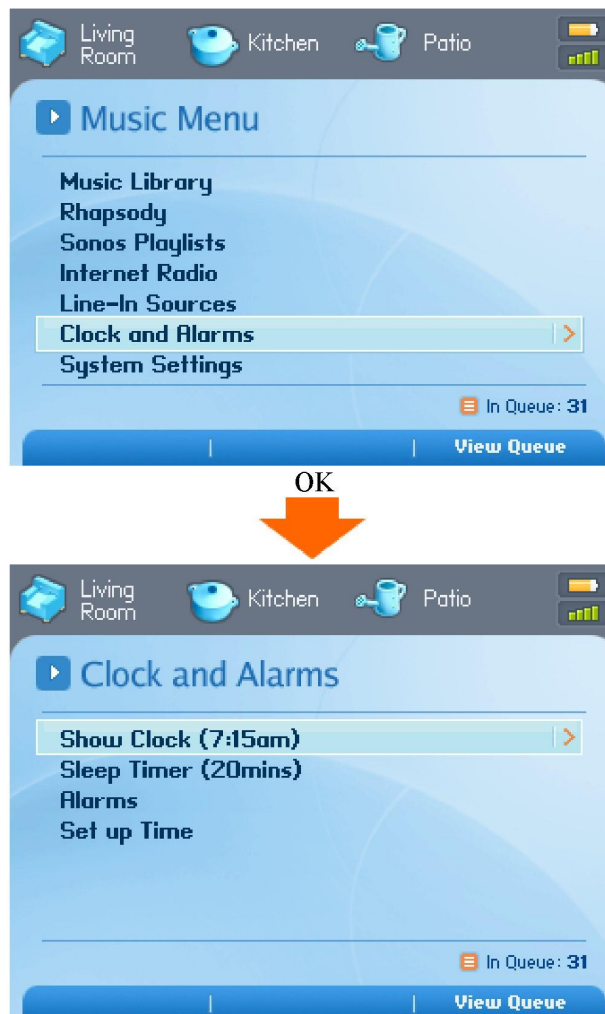 Living Room
Kitchen
Patio
Music Menu
Music Library
Rhapsody
Sonos Playlists
Internet Radio
Line-In Sources
Clock and Alarms
System Settings
In Queue: 31
View Queue
OK
Living Room
Kitchen
Patio
Clock and Alarms
Show Clock (7:15am)
Sleep Timer (20mins)
Alarms
Set up Time
In Queue: 31
View Queue